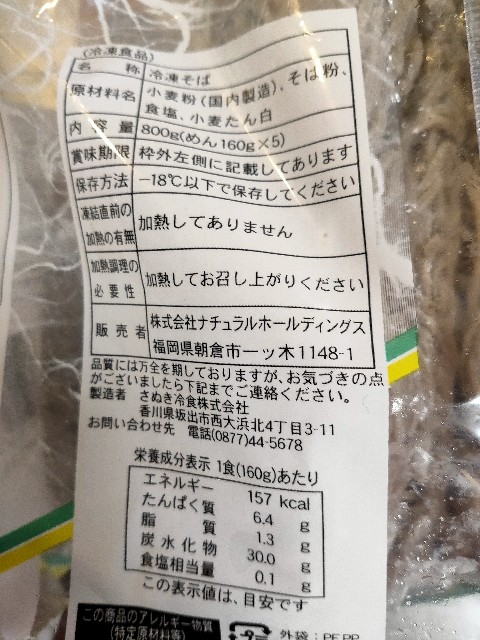 (冷凍食品)
名 称 冷凍そば
原材料名 小麦粉(国内製造)、そば粉、
食塩、小麦たん白
内 容 量 800g(めん160g×5)
賞味期限 枠外左側に記載してあります
保存方法 -18℃以下で保存してください
凍結直前の
加熱の有無 加熱してありません
加熱調理の
必 要 性 加熱してお召し上がりください
販 売 者 株式会社ナチュラルホールディングス
福岡県朝倉市一ッ木1148-1
品質には万全を期しておりますが、お気づきの点
がございましたら下記までご連絡ください。
製造者 さぬき冷食株式会社
香川県坂出市西大浜北4丁目3-11
お問い合わせ先 電話(0877)44-5678
栄養成分表示 1食(160g)あたり
エネルギー 157 kcal
たんぱく質 6.4 g
脂 質 1.3 g
炭水化物 30.0 g
食塩相当量 0.1 g
この表示値は、目安です
この商品のアレルギー物質
(特定原材料等)
外袋:PE,PP